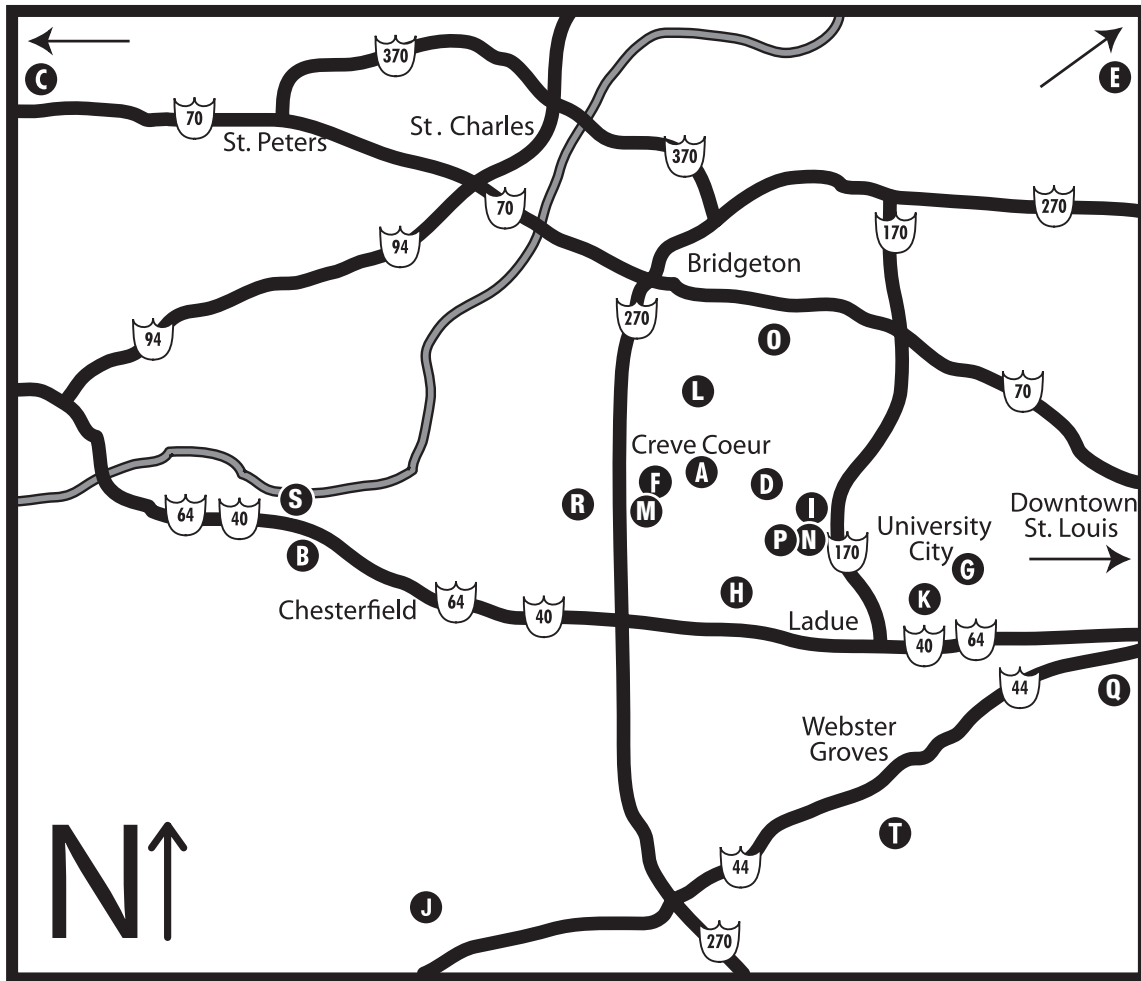 370
C
E
70
St. Peters
St. Charles
370
70
270
170
94
Bridgeton
270
94
O
L
70
Creve Coeur
A
F
D
R
M
S
I
64
40
University
City
Downtown
St. Louis
P
N
170
B
G
H
K
Chesterfield
64
40
Ladue
40
64
44
Q
Webster
Groves
T
44
J
N
270